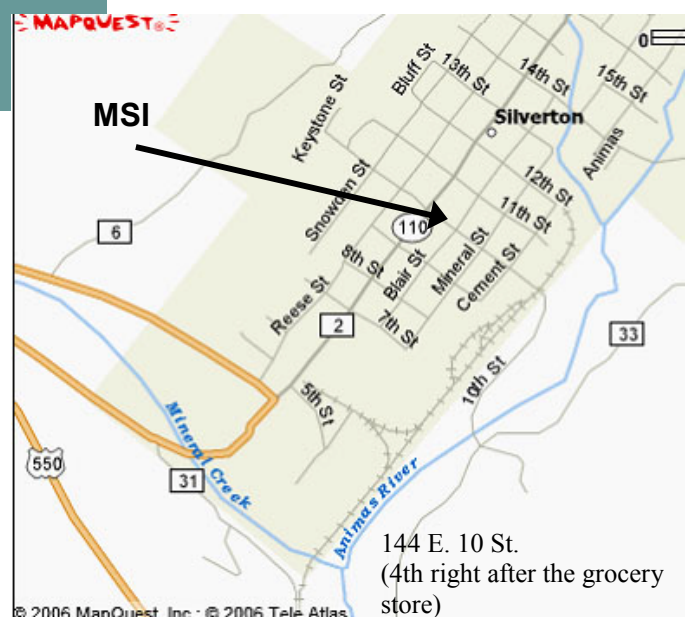 MAPQUEST
0
MSI
Keystone St
Bluff St
13th St
14th St
15th St
Silverton
Animas
Snowden St
12th St
11th St
110
6
8th St
Blair St
Mineral St
Cement St
Reese St
2
7th St
33
10th St
5th St
Mineral Creek
550
31
Animas River
144 E. 10 St.
(4th right after the grocery
store)
© 2006 MapQuest, Inc.; © 2006 Tele Atlas